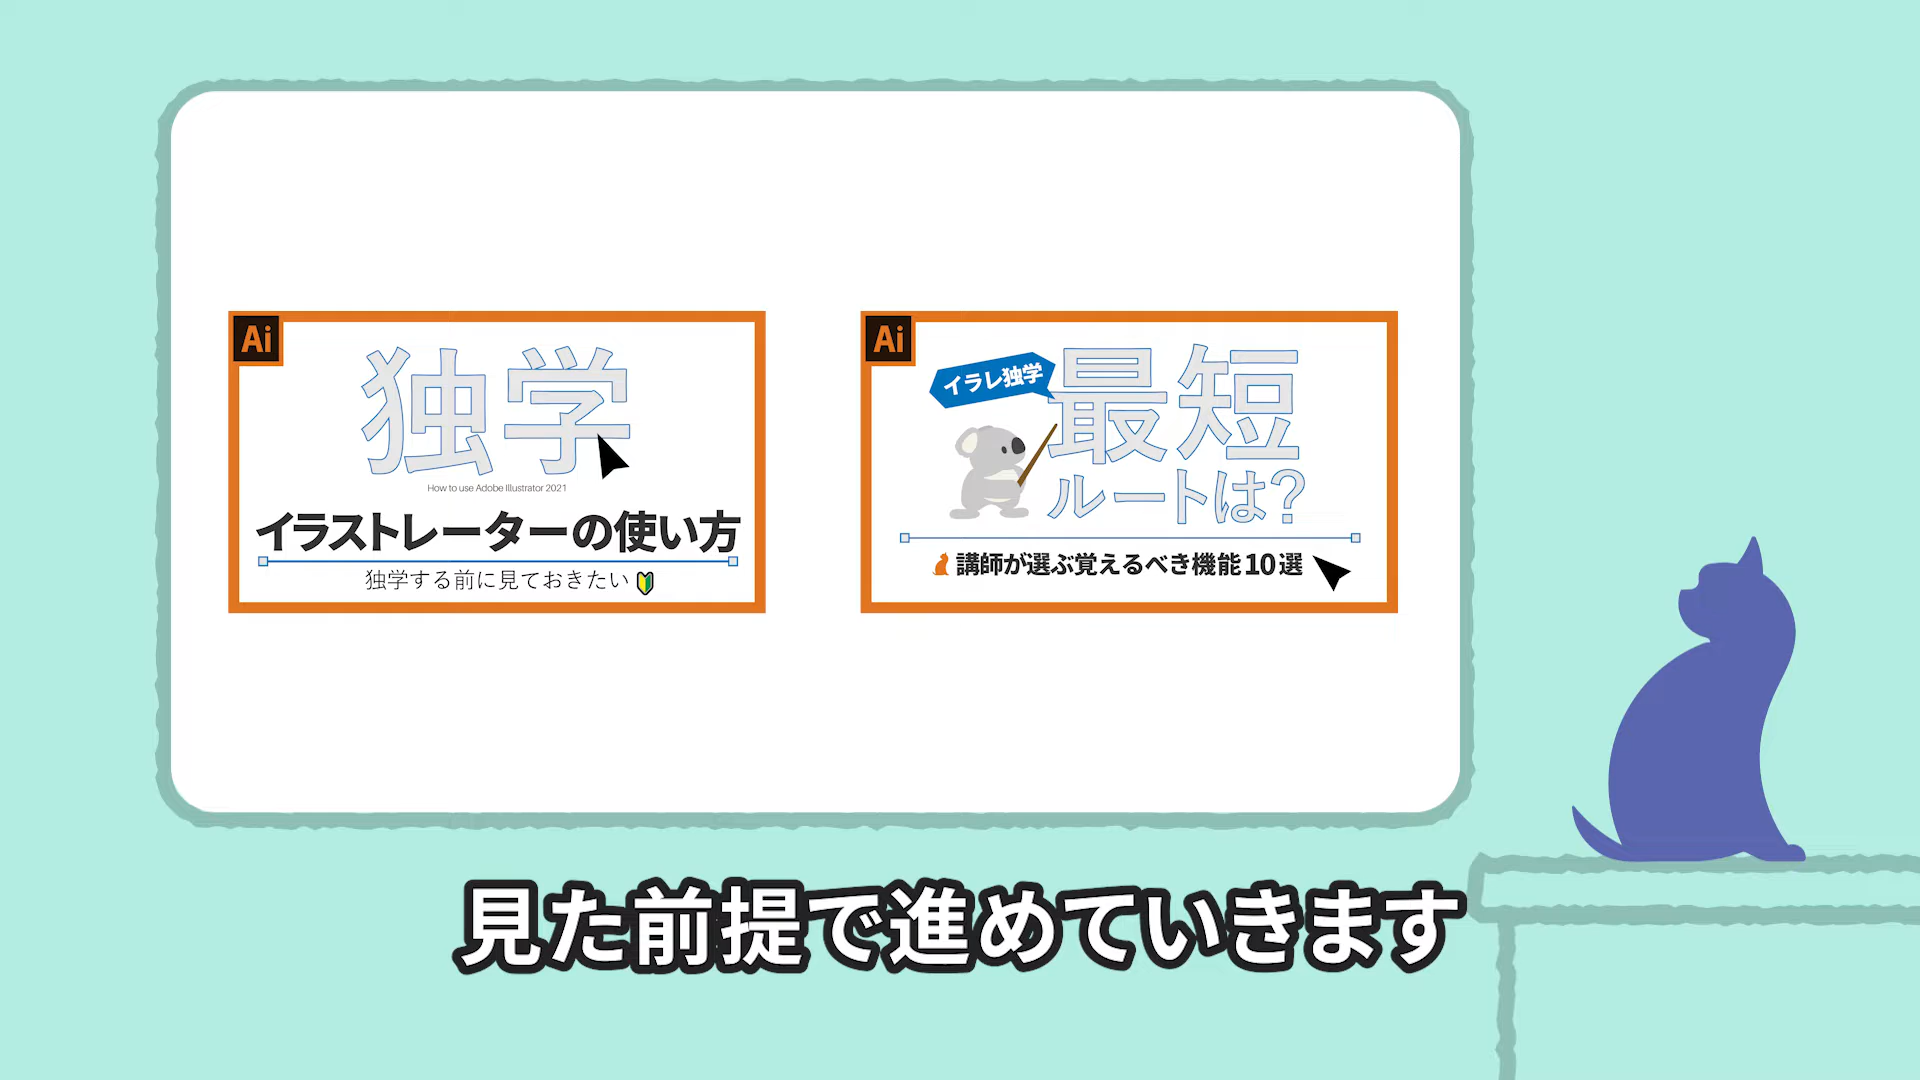 Ai
独学
How to use Adobe Illustrator 2021
イラストレーターの使い方
独学する前に見ておきたい
Ai
イラレ独学
最短
ルートは?
講師が選ぶ覚えるべき機能10選
見た前提で進めていきます